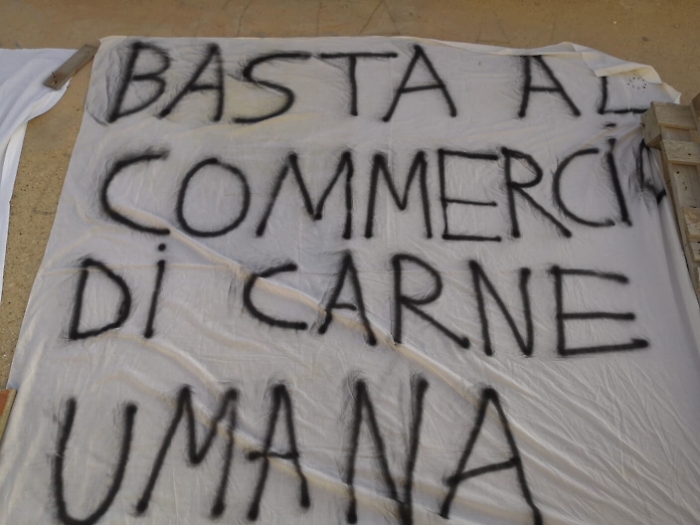 BASTA AL
COMMERCiO
Di CARNE
UMANA